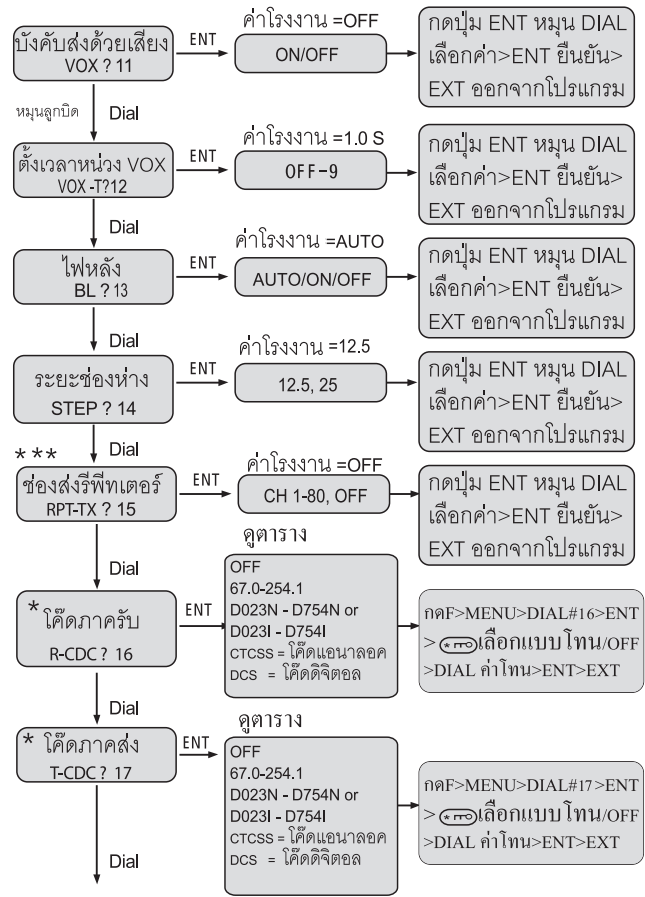 ค่าโรงงาน =OFF
บังคับส่งด้วยเสียง
VOX ? 11
ENT
ON/OFF
กดปุ่ม ENT หมุน DIAL
เลือกค่า>ENT ยืนยัน>
EXT ออกจากโปรแกรม
หมุนลูกบิด
Dial
ค่าโรงงาน =1.0 S
ตั้งเวลาหน่วง VOX
VOX -T?12
ENT
OFF-9
กดปุ่ม ENT หมุน DIAL
เลือกค่า>ENT ยืนยัน>
EXT ออกจากโปรแกรม
Dial
ค่าโรงงาน =AUTO
ไฟหลัง
BL ? 13
ENT
AUTO/ON/OFF
กดปุ่ม ENT หมุน DIAL
เลือกค่า>ENT ยืนยัน>
EXT ออกจากโปรแกรม
Dial
ค่าโรงงาน =12.5
ระยะช่องห่าง
STEP ? 14
ENT
12.5, 25
กดปุ่ม ENT หมุน DIAL
เลือกค่า>ENT ยืนยัน>
EXT ออกจากโปรแกรม
Dial
***
ค่าโรงงาน =OFF
ช่องส่งรีพีทเตอร์
RPT-TX ? 15
ENT
CH 1-80, OFF
กดปุ่ม ENT หมุน DIAL
เลือกค่า>ENT ยืนยัน>
EXT ออกจากโปรแกรม
Dial
ดูตาราง
* โค๊ดภาครับ
R-CDC ? 16
ENT
OFF
67.0-254.1
D023N - D754N or
D023I - D754I
CTCSS = โค๊ดแอนาลอค
DCS = โค๊ดดิจิตอล
กดF>MENU>DIAL#16>ENT
> เลือกแบบโทน/OFF
>DIAL ค่าโทน>ENT>EXT
Dial
ดูตาราง
* โค๊ดภาคส่ง
T-CDC ? 17
ENT
OFF
67.0-254.1
D023N - D754N or
D023I - D754I
CTCSS = โค๊ดแอนาลอค
DCS = โค๊ดดิจิตอล
กดF>MENU>DIAL#17>ENT
> เลือกแบบโทน/OFF
>DIAL ค่าโทน>ENT>EXT
Dial